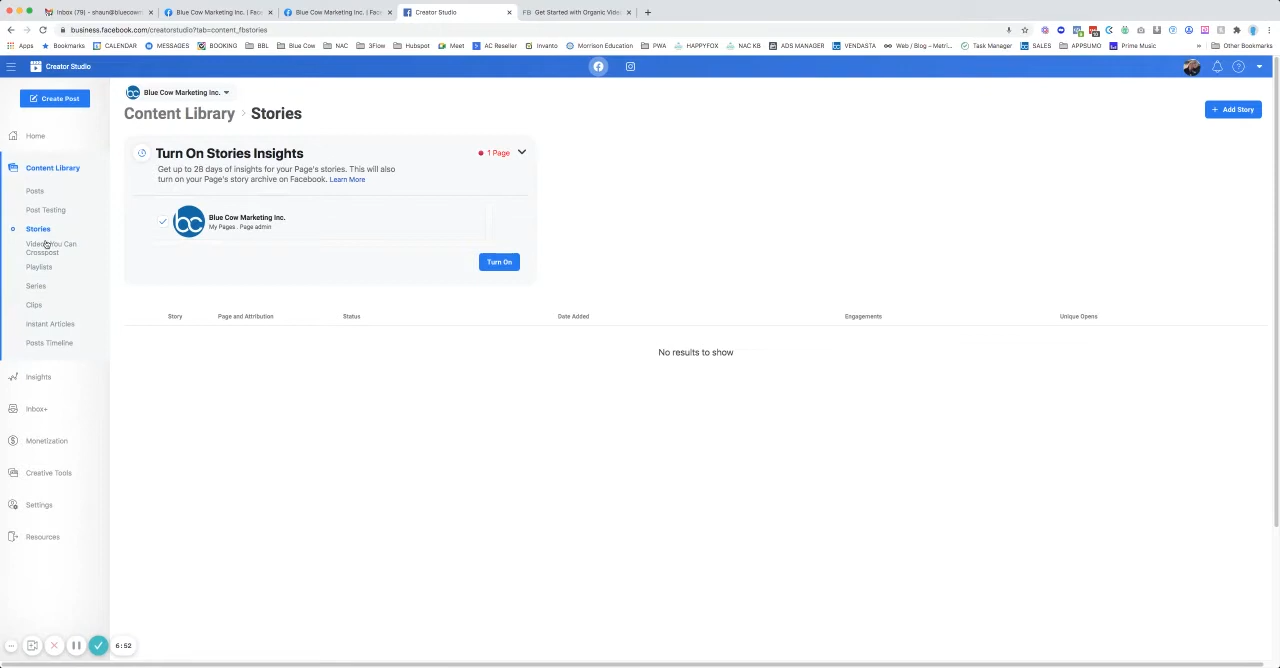 Inbox (79) - shaun@bluecowm
Blue Cow Marketing Inc. | Face
Blue Cow Marketing Inc. | Face
Creator Studio
Get Started with Organic Video
business.facebook.com/creatorstudio?tab=content_fbstories
Apps
Bookmarks
CALENDAR
MESSAGES
BOOKING
BBL
Blue Cow
NAC
3Flow
Hubspot
Meet
AC Reseller
Invanto
Morrison Education
PWA
HAPPYFOX
NAC KB
ADS MANAGER
VENDASTA
Web / Blog – Metri...
Task Manager
SALES
APPSUMO
Prime Music
»
Other Bookmarks
Creator Studio
Create Post
Blue Cow Marketing Inc.
Content Library > Stories
+ Add Story
Home
Content Library
Posts
Post Testing
Stories
Videos You Can
Crosspost
Playlists
Series
Clips
Instant Articles
Posts Timeline
Insights
Inbox+
Monetization
Creative Tools
Settings
Resources
Turn On Stories Insights
1 Page
Get up to 28 days of insights for your Page's stories. This will also
turn on your Page's story archive on Facebook. Learn More
bc
Blue Cow Marketing Inc.
My Pages . Page admin
Turn On
Story
Page and Attribution
Status
Date Added
Engagements
Unique Opens
No results to show
6:52